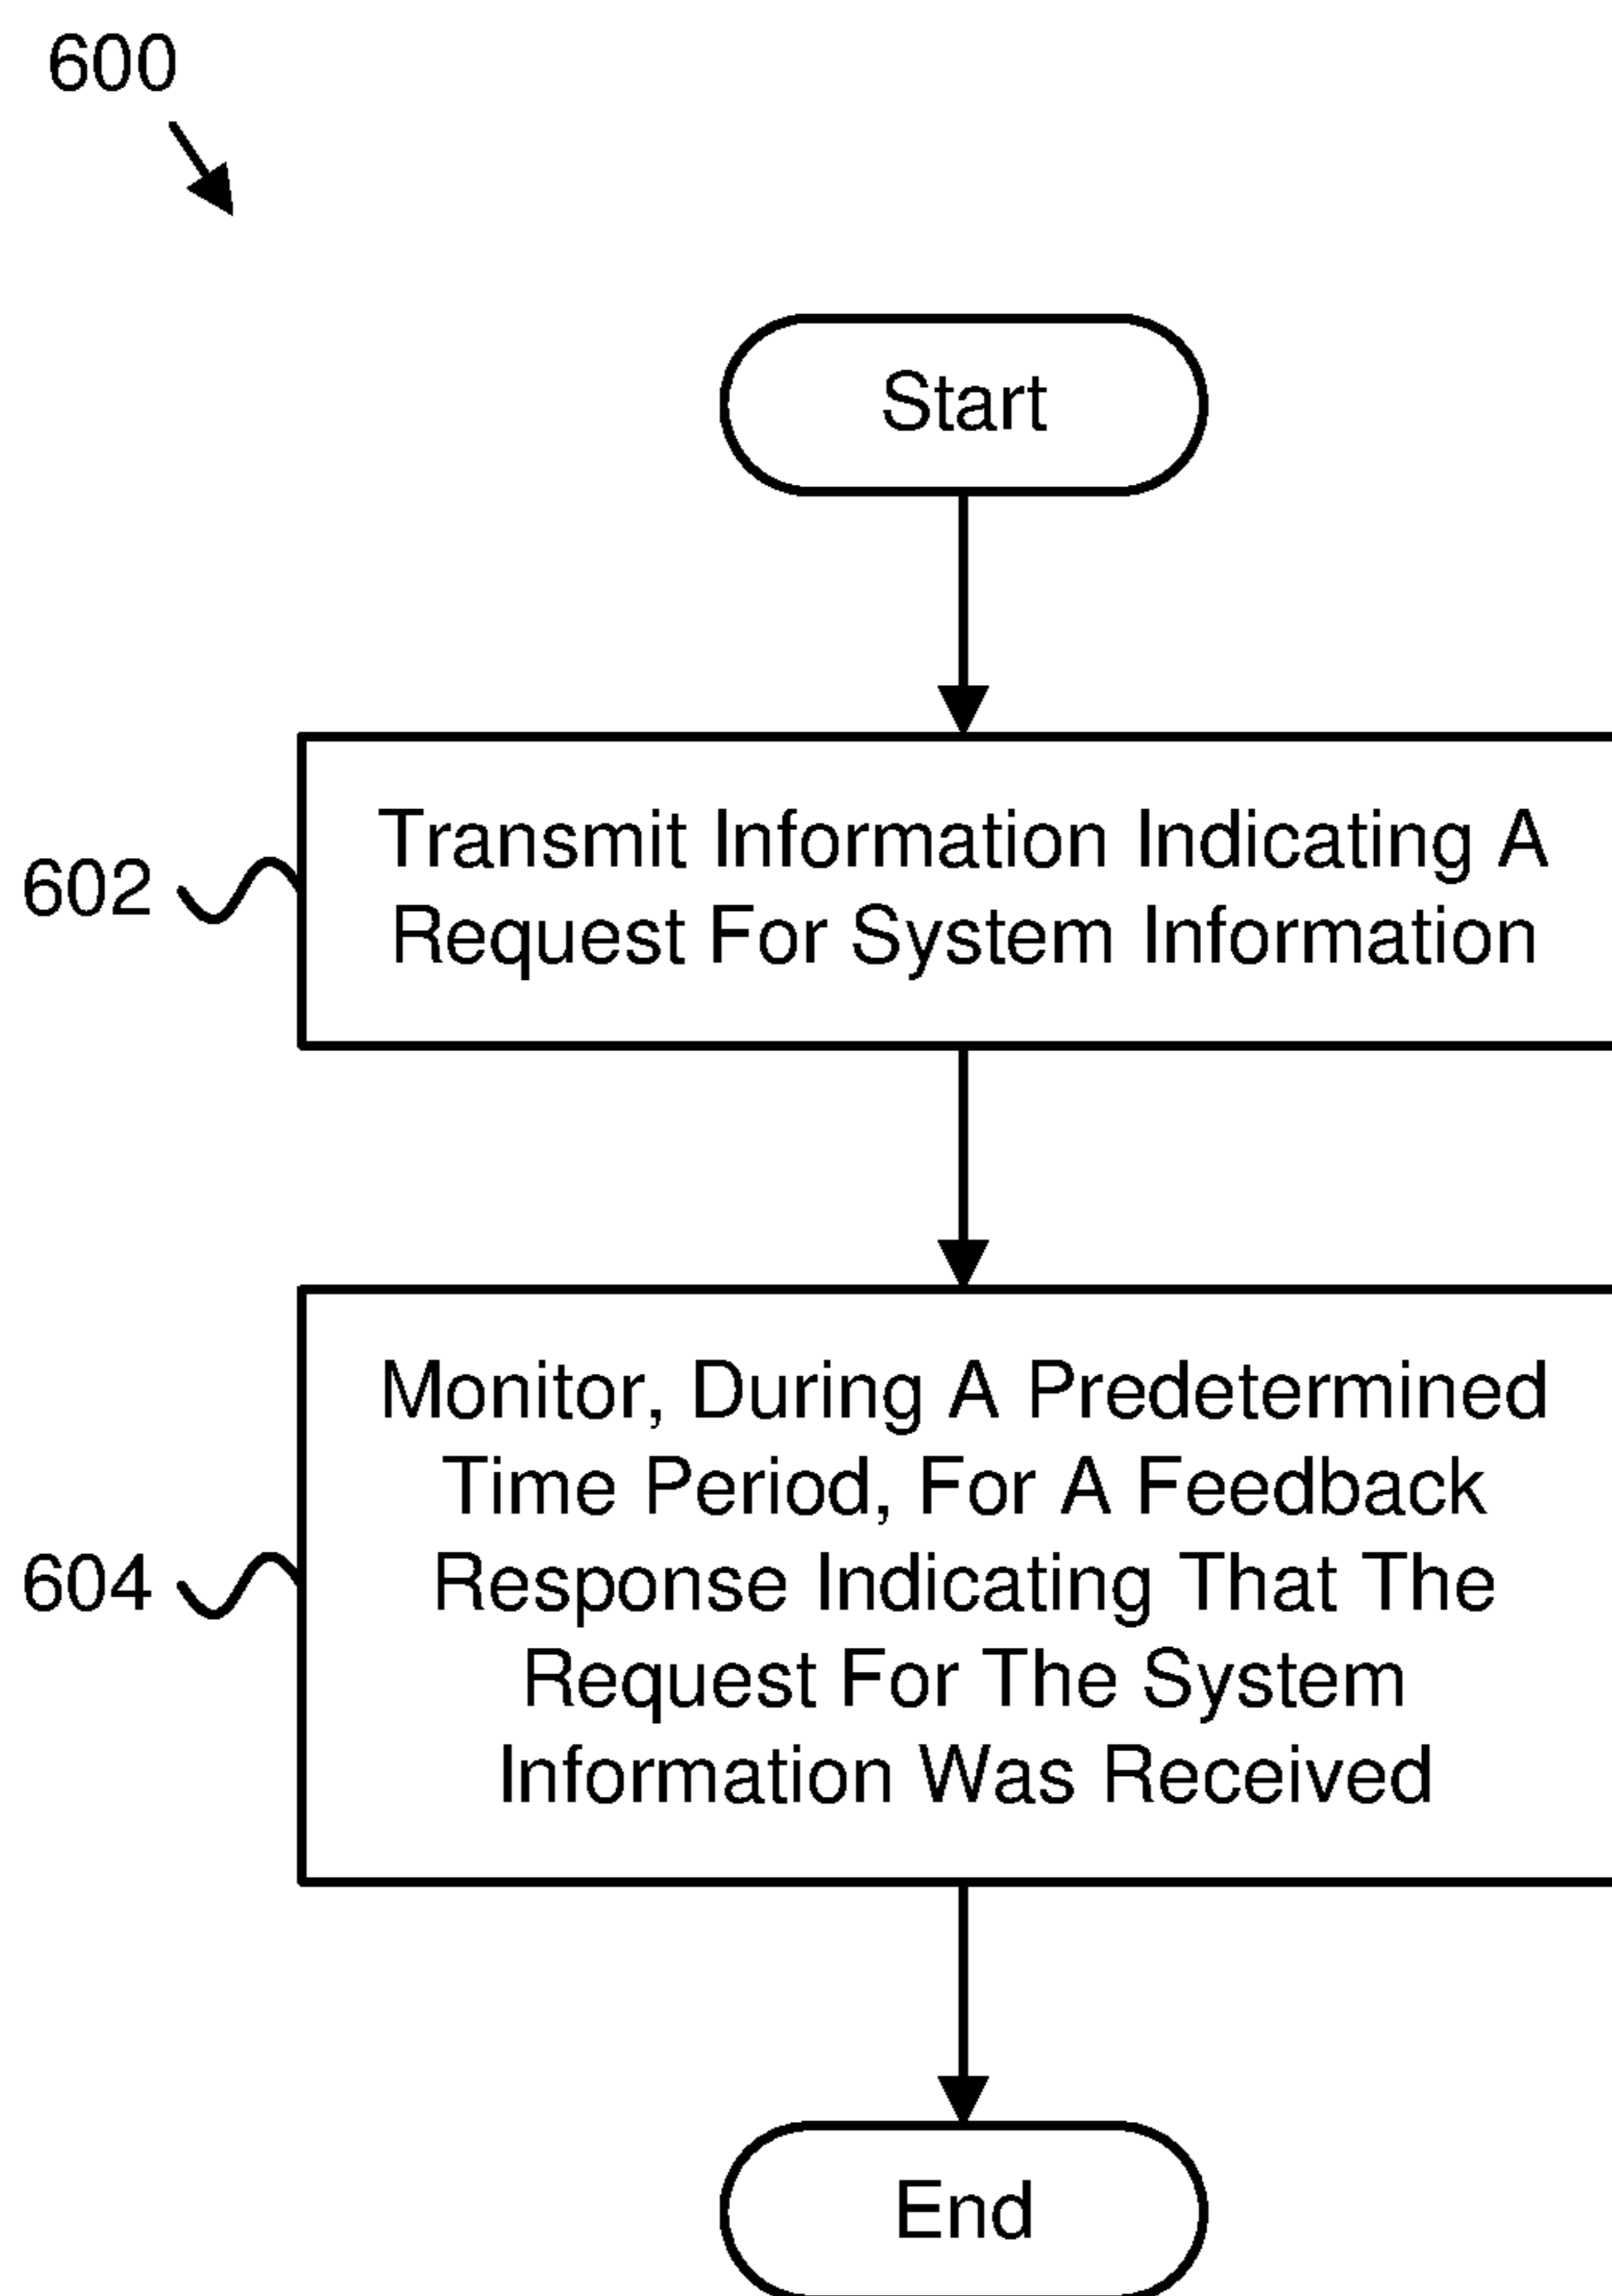 600
Start
Transmit Information Indicating A
602
Request For System Information
Monitor, During A Predetermined
Time Period, For A Feedback
604
Response Indicating That The
Request For The System
Information Was Received
End